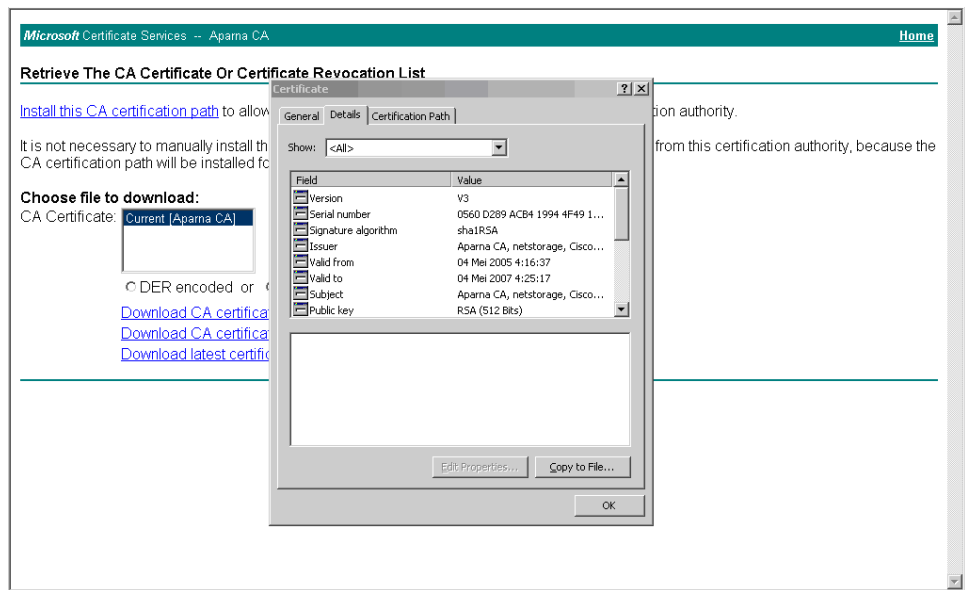 Microsoft Certificate Services -- Aparna CA Home
Retrieve The CA Certificate Or Certificate Revocation List
Certificate
Install this CA certification path to allow
tion authority.
It is not necessary to manually install th
from this certification authority, because the
CA certification path will be installed fo
General Details Certification Path
Show: <All>
Field Value
Version V3
Serial number 0560 D289 ACB4 1994 4F49 1...
Signature algorithm sha1RSA
Issuer Aparna CA, netstorage, Cisco...
Valid from 04 Mei 2005 4:16:37
Valid to 04 Mei 2007 4:25:17
Subject Aparna CA, netstorage, Cisco...
Public key RSA (512 Bits)
Edit Properties... Copy to File...
OK
Choose file to download:
CA Certificate: Current [Aparna CA]
DER encoded or
Download CA certifica
Download CA certifica
Download latest certific